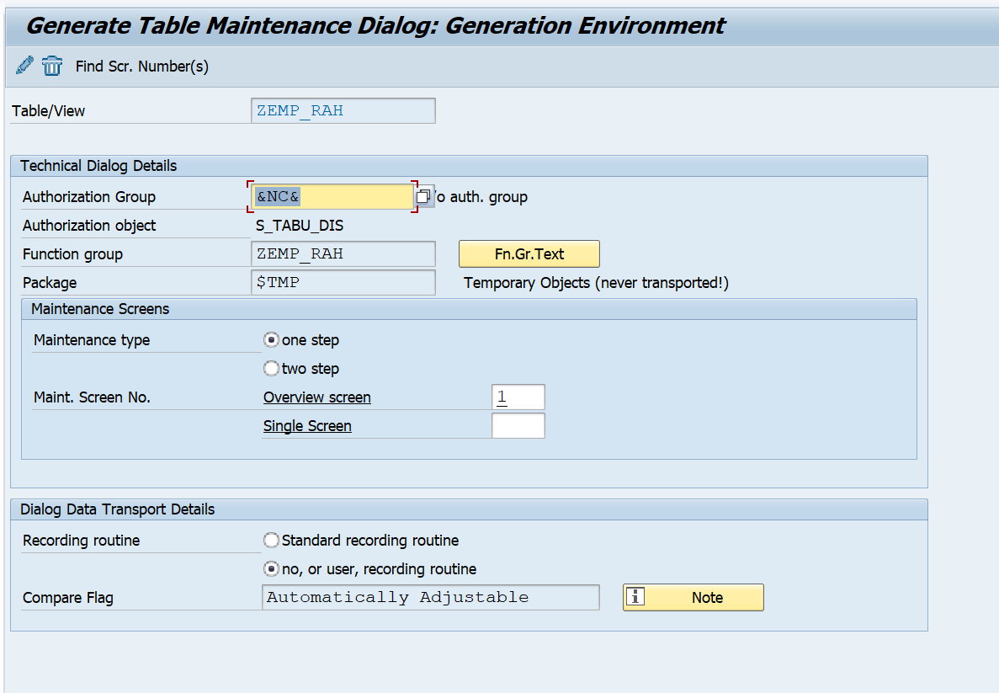 Generate Table Maintenance Dialog: Generation Environment
Find Scr. Number(s)
Table/View ZEMP_RAH
Technical Dialog Details
Authorization Group &NC& /o auth. group
Authorization object S_TABU_DIS
Function group ZEMP_RAH Fn.Gr.Text
Package $TMP Temporary Objects (never transported!)
Maintenance Screens
Maintenance type one step
two step
Maint. Screen No. Overview screen 1
Single Screen
Dialog Data Transport Details
Recording routine Standard recording routine
no, or user, recording routine
Compare Flag Automatically Adjustable Note